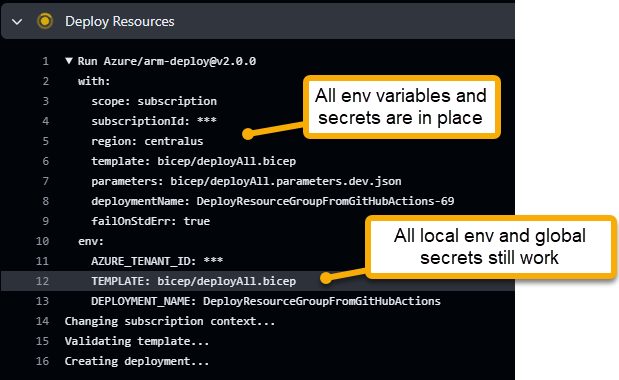 Deploy Resources
1 ▼ Run Azure/arm-deploy@v2.0.0
2 with:
3 scope: subscription
4 subscriptionId: ***
5 region: centralus
6 template: bicep/deployAll.bicep
7 parameters: bicep/deployAll.parameters.dev.json
8 deploymentName: DeployResourceGroupFromGitHubActions-69
9 failOnStdErr: true
10 env:
11 AZURE_TENANT_ID: ***
12 TEMPLATE: bicep/deployAll.bicep
13 DEPLOYMENT_NAME: DeployResourceGroupFromGitHubActions
14 Changing subscription context...
15 Validating template...
16 Creating deployment...
All env variables and
secrets are in place
All local env and global
secrets still work